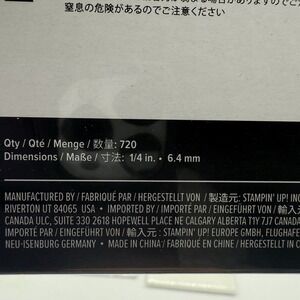 窒息の危険があるのでご注意ください
Qty / Qté / Menge / 数量: 720
Dimensions / Maße / 寸法: 1/4 in. • 6.4 mm
MANUFACTURED BY / FABRIQUÉ PAR / HERGESTELLT VON / 製造元: STAMPIN' UP! INC
RIVERTON UT 84065 USA • IMPORTED BY / IMPORTÉ PAR / EINGEFÜHRT VON / 輸入元
CANADA ULC, SUITE 330 2618 HOPEWELL PLACE NE CALGARY ALBERTA T1Y 7J7 CANADA
IMPORTÉ PAR / EINGEFÜHRT VON / 輸入元: STAMPIN' UP! EUROPE GMBH, FLUGHAFE
NEU-ISENBURG GERMANY • MADE IN CHINA / FABRIQUÉ EN CHINE / HERGESTELLT IN C